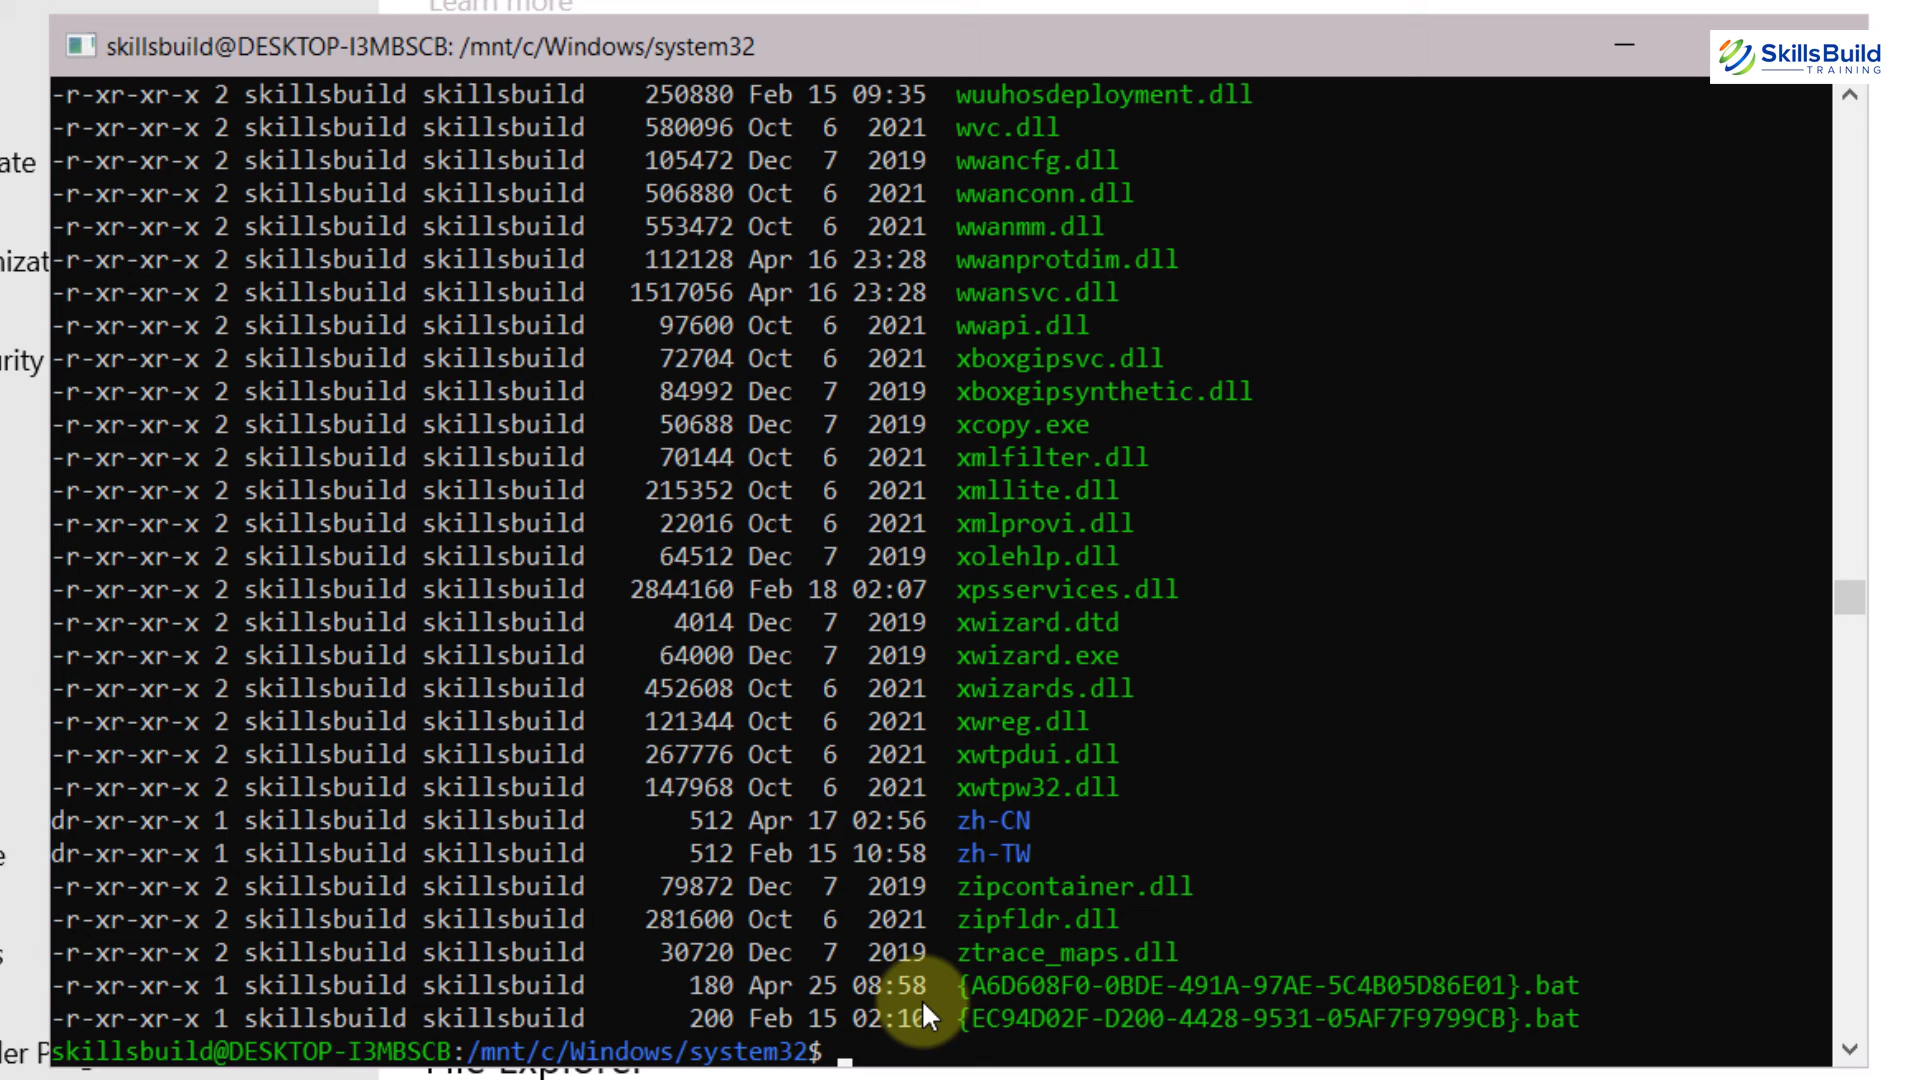 Learn more
skillsbuild@DESKTOP-I3MBSCB: /mnt/c/Windows/system32
SkillsBuild
TRAINING
-r-xr-xr-x 2 skillsbuild skillsbuild 250880 Feb 15 09:35 wuuhosdeployment.dll
-r-xr-xr-x 2 skillsbuild skillsbuild 580096 Oct 6 2021 wvc.dll
-r-xr-xr-x 2 skillsbuild skillsbuild 105472 Dec 7 2019 wwancfg.dll
-r-xr-xr-x 2 skillsbuild skillsbuild 506880 Oct 6 2021 wwanconn.dll
-r-xr-xr-x 2 skillsbuild skillsbuild 553472 Oct 6 2021 wwanmm.dll
-r-xr-xr-x 2 skillsbuild skillsbuild 112128 Apr 16 23:28 wwanprotdim.dll
-r-xr-xr-x 2 skillsbuild skillsbuild 1517056 Apr 16 23:28 wwansvc.dll
-r-xr-xr-x 2 skillsbuild skillsbuild 97600 Oct 6 2021 wwapi.dll
-r-xr-xr-x 2 skillsbuild skillsbuild 72704 Oct 6 2021 xboxgipsvc.dll
-r-xr-xr-x 2 skillsbuild skillsbuild 84992 Dec 7 2019 xboxgipsynthetic.dll
-r-xr-xr-x 2 skillsbuild skillsbuild 50688 Dec 7 2019 xcopy.exe
-r-xr-xr-x 2 skillsbuild skillsbuild 70144 Oct 6 2021 xmlfilter.dll
-r-xr-xr-x 2 skillsbuild skillsbuild 215352 Oct 6 2021 xmllite.dll
-r-xr-xr-x 2 skillsbuild skillsbuild 22016 Oct 6 2021 xmlprovi.dll
-r-xr-xr-x 2 skillsbuild skillsbuild 64512 Dec 7 2019 xolehlp.dll
-r-xr-xr-x 2 skillsbuild skillsbuild 2844160 Feb 18 02:07 xpsservices.dll
-r-xr-xr-x 2 skillsbuild skillsbuild 4014 Dec 7 2019 xwizard.dtd
-r-xr-xr-x 2 skillsbuild skillsbuild 64000 Dec 7 2019 xwizard.exe
-r-xr-xr-x 2 skillsbuild skillsbuild 452608 Oct 6 2021 xwizards.dll
-r-xr-xr-x 2 skillsbuild skillsbuild 121344 Oct 6 2021 xwreg.dll
-r-xr-xr-x 2 skillsbuild skillsbuild 267776 Oct 6 2021 xwtpdui.dll
-r-xr-xr-x 2 skillsbuild skillsbuild 147968 Oct 6 2021 xwtpw32.dll
dr-xr-xr-x 1 skillsbuild skillsbuild 512 Apr 17 02:56 zh-CN
dr-xr-xr-x 1 skillsbuild skillsbuild 512 Feb 15 10:58 zh-TW
-r-xr-xr-x 2 skillsbuild skillsbuild 79872 Dec 7 2019 zipcontainer.dll
-r-xr-xr-x 2 skillsbuild skillsbuild 281600 Oct 6 2021 zipfldr.dll
-r-xr-xr-x 2 skillsbuild skillsbuild 30720 Dec 7 2019 ztrace_maps.dll
-r-xr-xr-x 1 skillsbuild skillsbuild 180 Apr 25 08:58 {A6D608F0-0BDE-491A-97AE-5C4B05D86E01}.bat
-r-xr-xr-x 1 skillsbuild skillsbuild 200 Feb 15 02:10 {EC94D02F-D200-4428-9531-05AF7F9799CB}.bat
skillsbuild@DESKTOP-I3MBSCB:/mnt/c/Windows/system32$
File Explorer